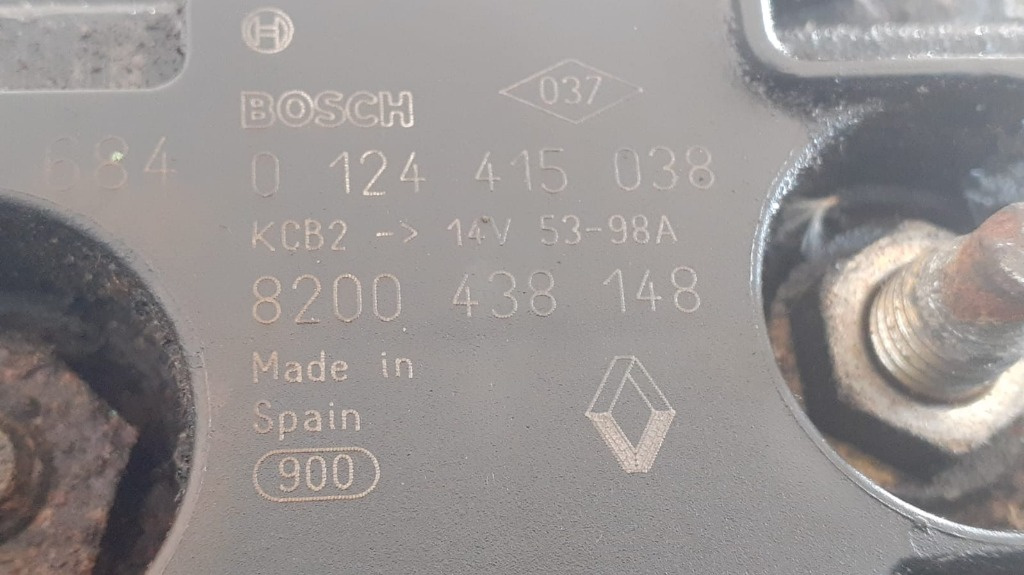 BOSCH
037
684
0 124 415 038
KCB2 -> 14V 53-98A
8200 438 148
Made in
Spain
900